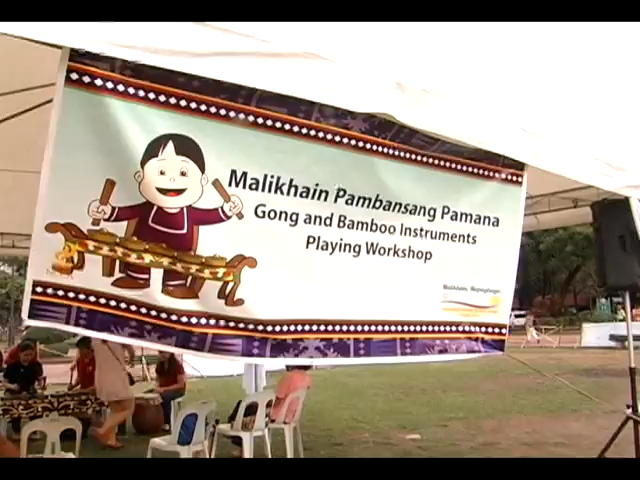 Malikhain Pambansang Pamana
Gong and Bamboo Instruments
Playing Workshop